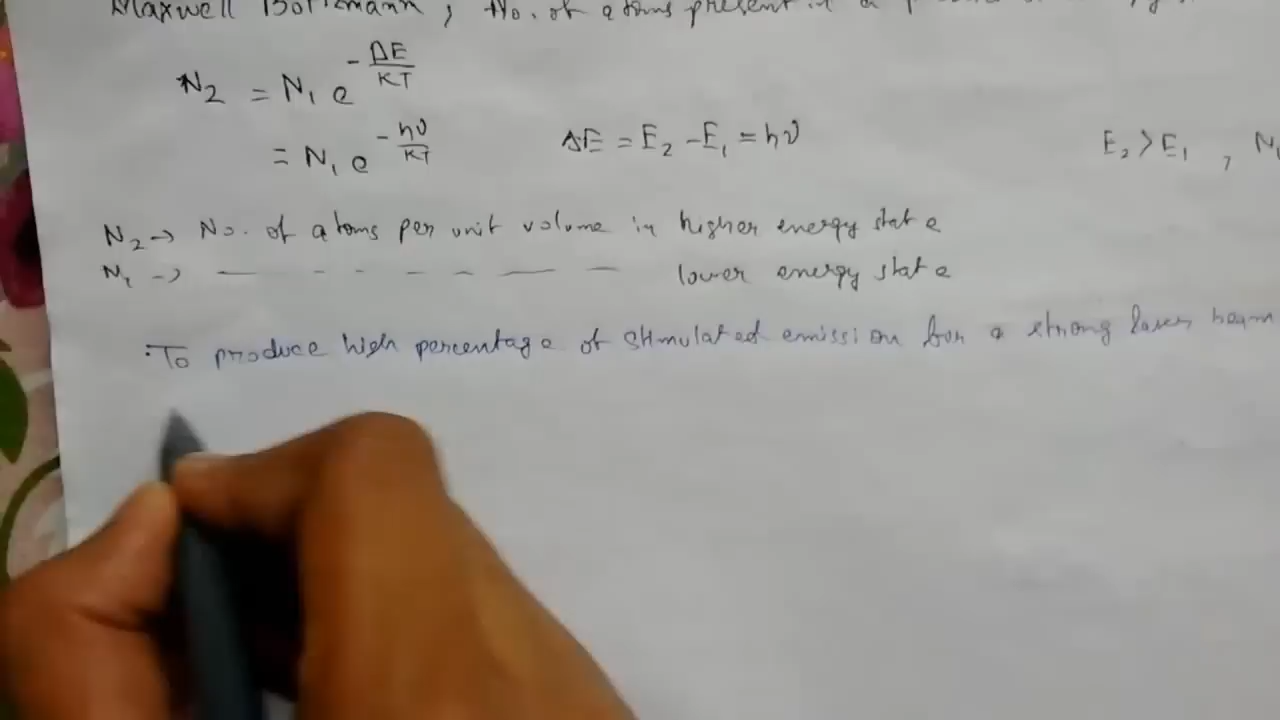 Maxwell Boltzmann, No. of atoms present in a
N2 = N1 e^-ΔE/KT
= N1 e^-hν/KT ΔE = E2 - E1 = hν E2 > E1 , N
N2 → No. of atoms per unit volume in higher energy state
N1 → — - - - - — — lower energy state
To produce high percentage of stimulated emission for a strong laser beam